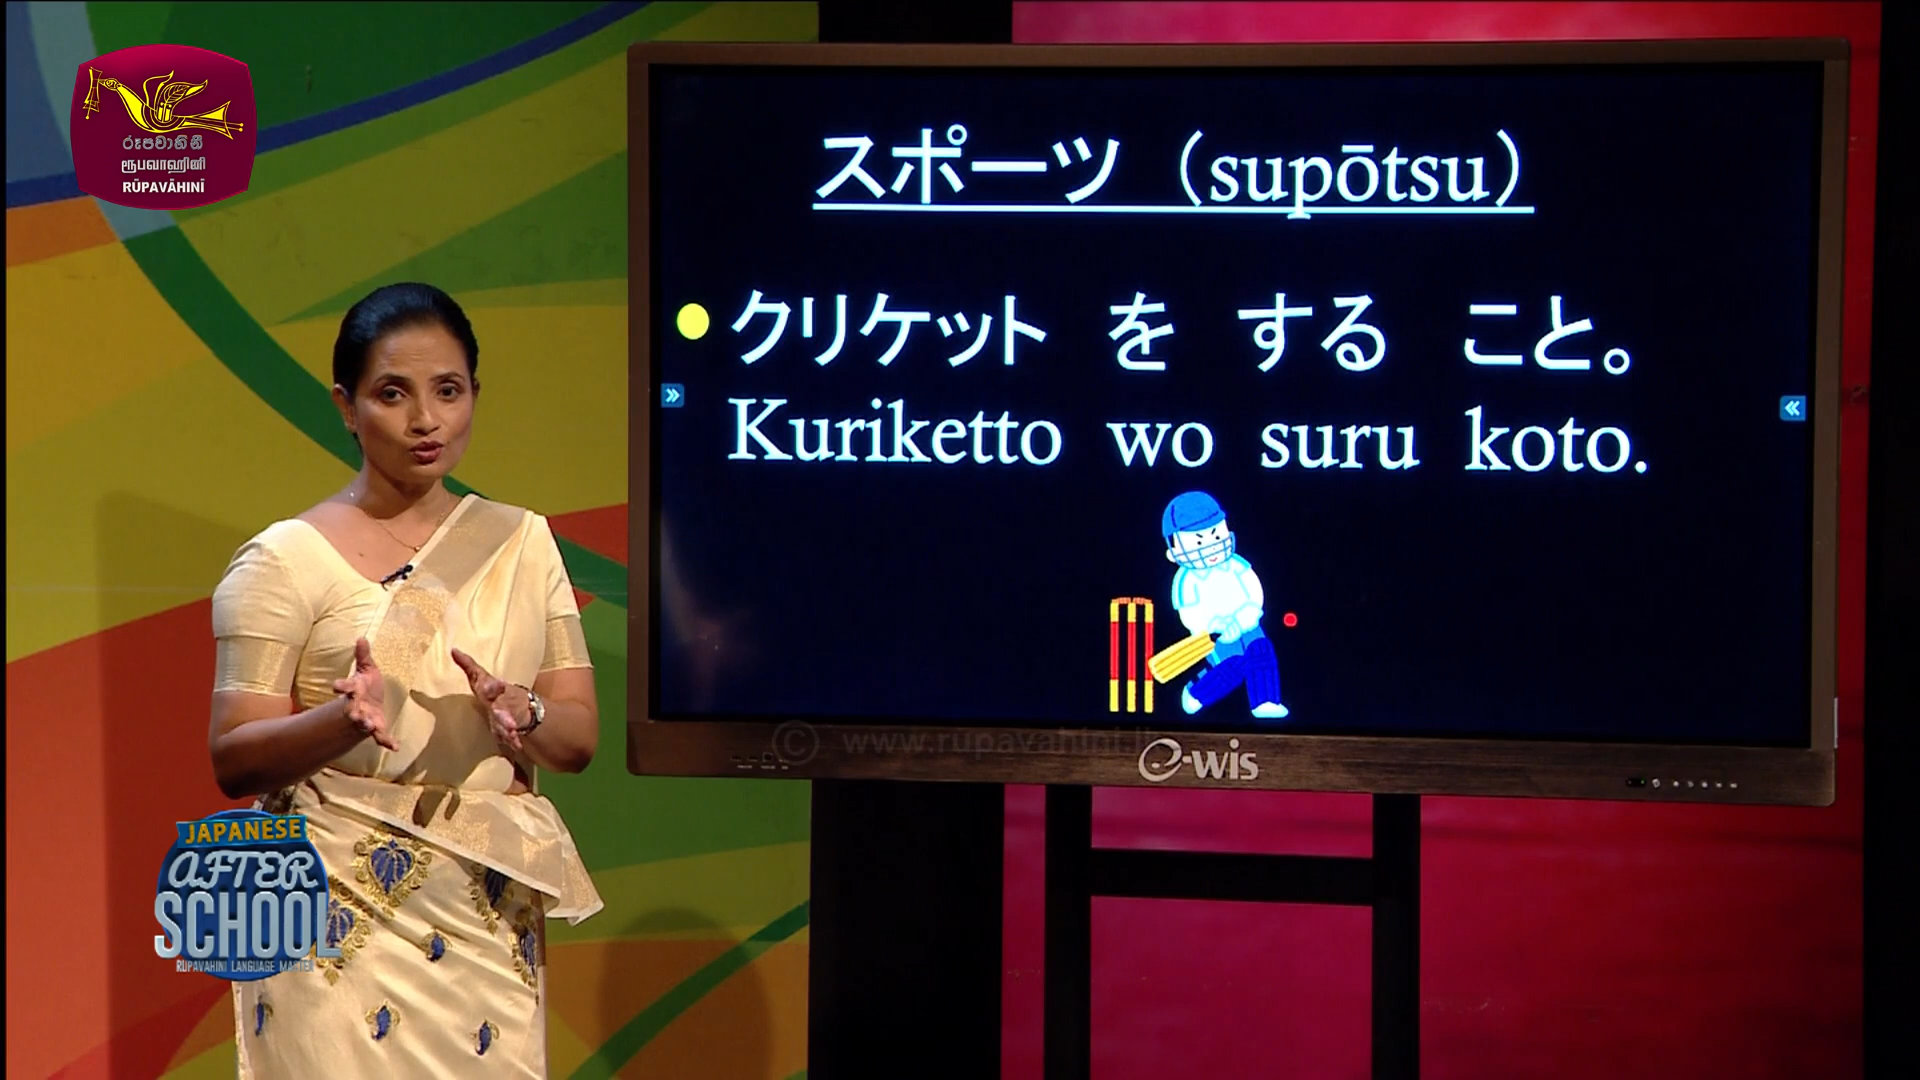 රූපවාහිනී
ரூபவாஹினி
RŪPAVĀHINĪ
スポーツ（supōtsu）
クリケット を する こと。
Kuriketto wo suru koto.
© www.rupavahini.lk
e-wis
JAPANESE
AFTER
SCHOOL
RUPAVAHINI LANGUAGE MASTER